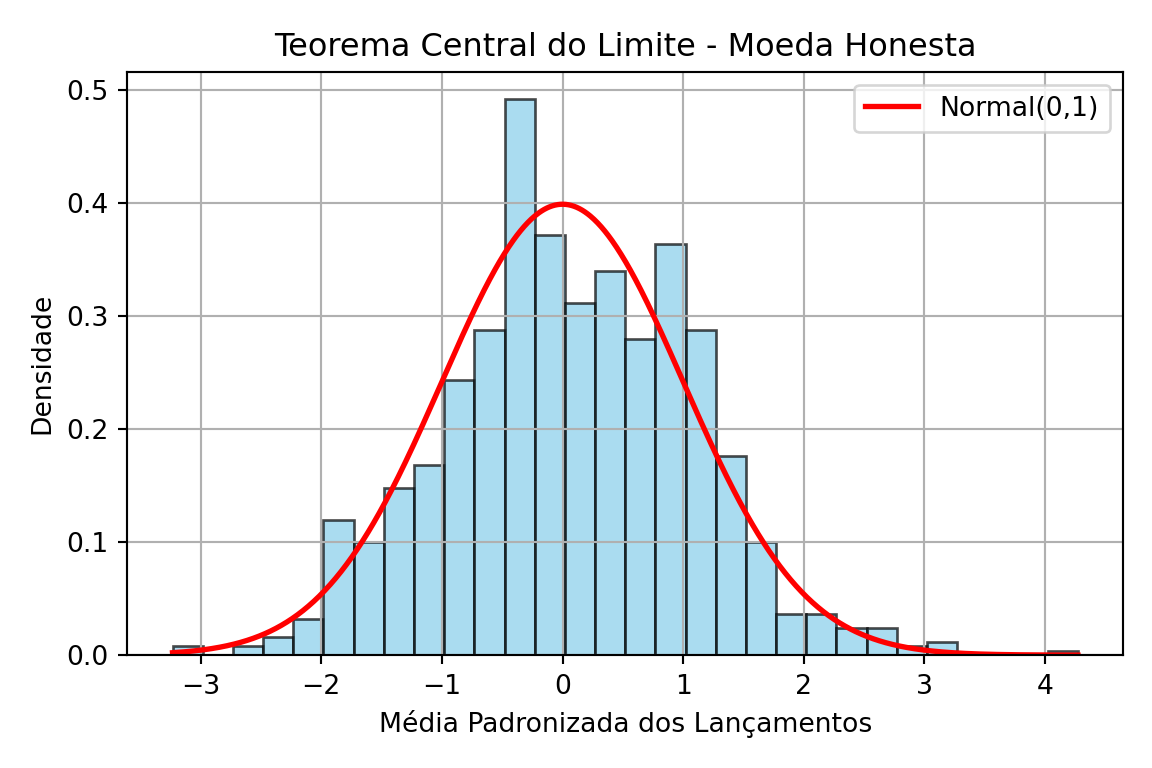 Teorema Central do Limite - Moeda Honesta
Normal(0,1)
Densidade
0.5
0.4
0.3
0.2
0.1
0.0
−3 −2 −1 0 1 2 3 4
Média Padronizada dos Lançamentos